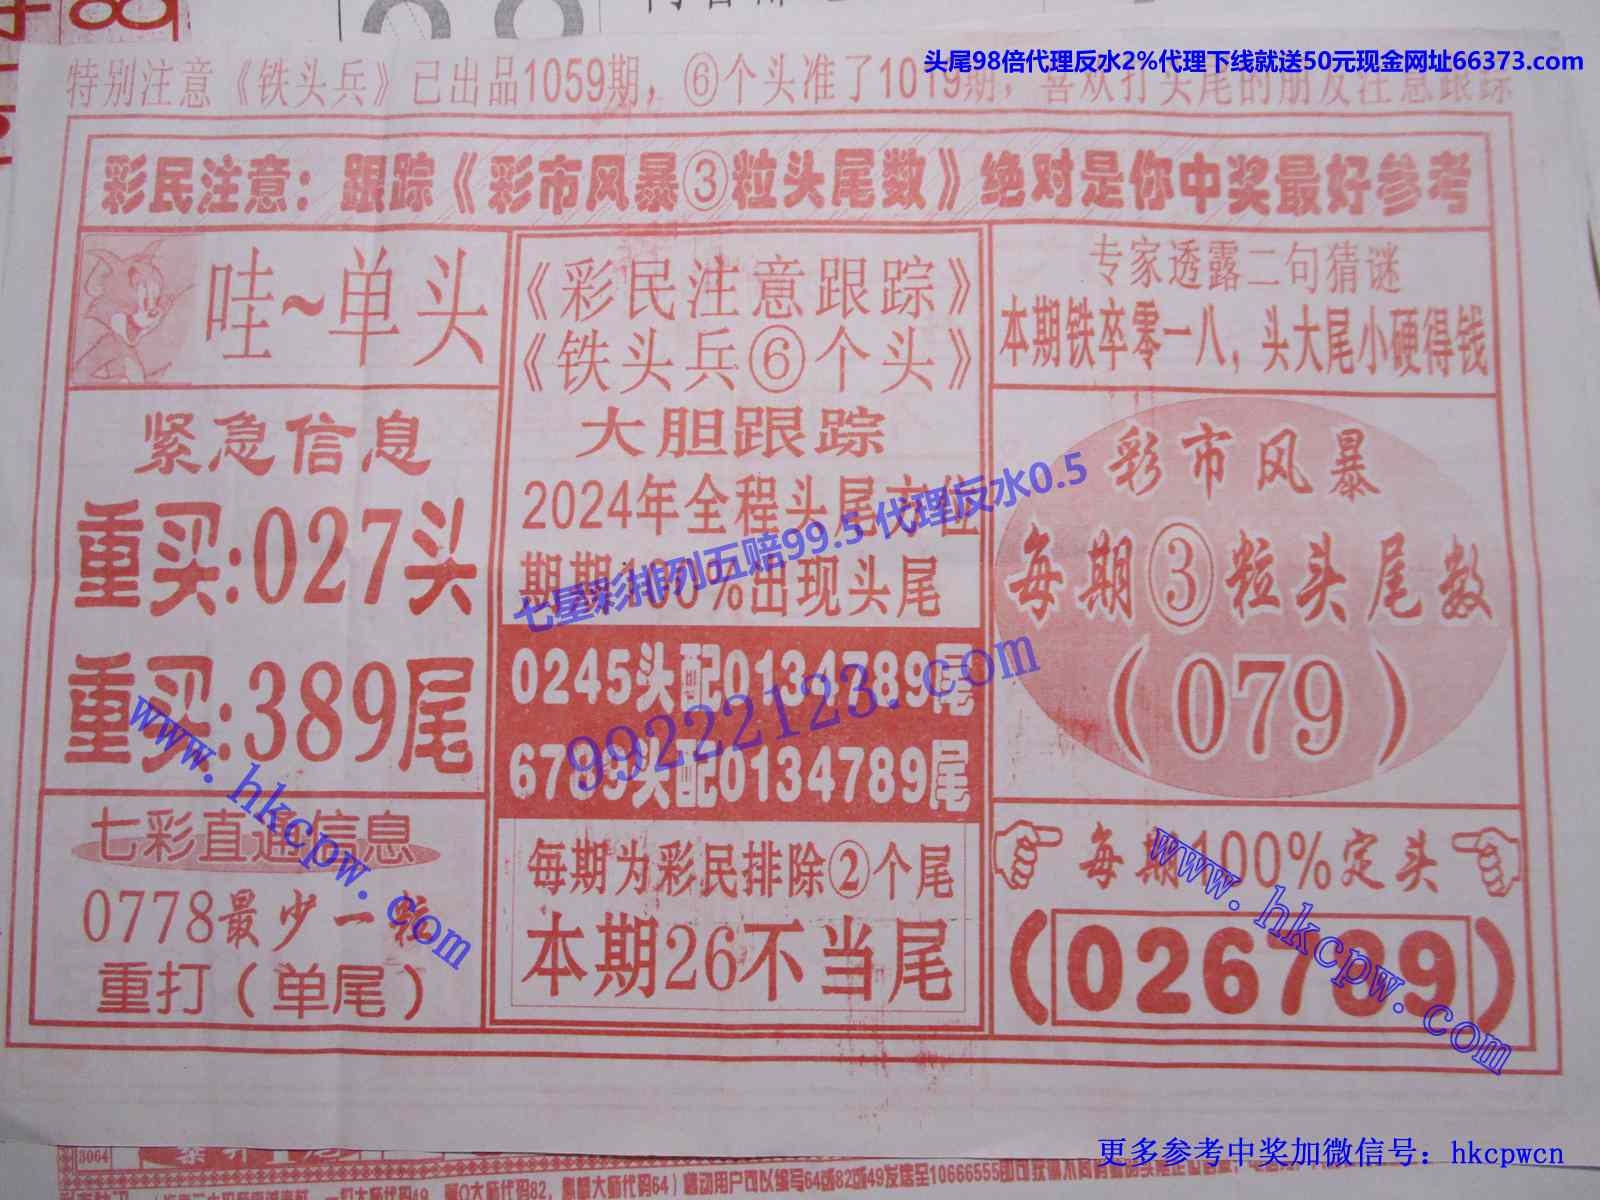 头尾98倍代理反水2%代理下线就送50元现金网址66373.com
特别注意《铁头兵》已出品1059期，⑥个头准了1019期，喜欢打头尾的朋友注意跟踪
彩民注意：跟踪《彩市风暴③粒头尾数》绝对是你中奖最好参考
哇~单头
紧急信息
重买:027头
重买:389尾
七彩直通信息
0778最少一粒
重打（单尾）
《彩民注意跟踪》
《铁头兵⑥个头》
大胆跟踪
2024年全程头尾方位
期期100%出现头尾
0245头配0134789尾
6789头配0134789尾
每期为彩民排除②个尾
本期26不当尾
专家透露二句猜谜
本期铁卒零一八，头大尾小硬得钱
彩市风暴
每期③粒头尾数
（079）
每期100%定头
（026789）
七星彩排列五赔99.5 代理反水0.5
99222123.com
www.hkcpw.com
www.hkcpw.com
更多参考中奖加微信号：hkcpwcn
3064